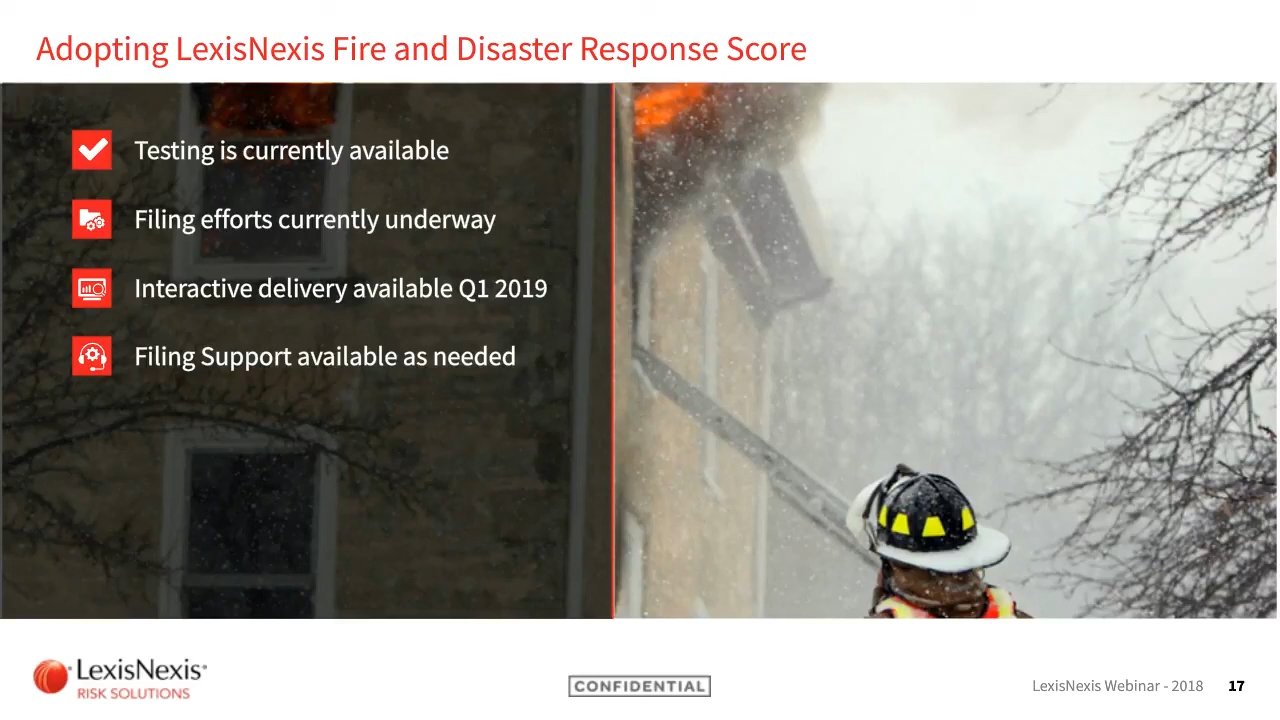 Adopting LexisNexis Fire and Disaster Response Score
Testing is currently available
Filing efforts currently underway
Interactive delivery available Q1 2019
Filing Support available as needed
LexisNexis®
RISK SOLUTIONS
CONFIDENTIAL
LexisNexis Webinar - 2018 17